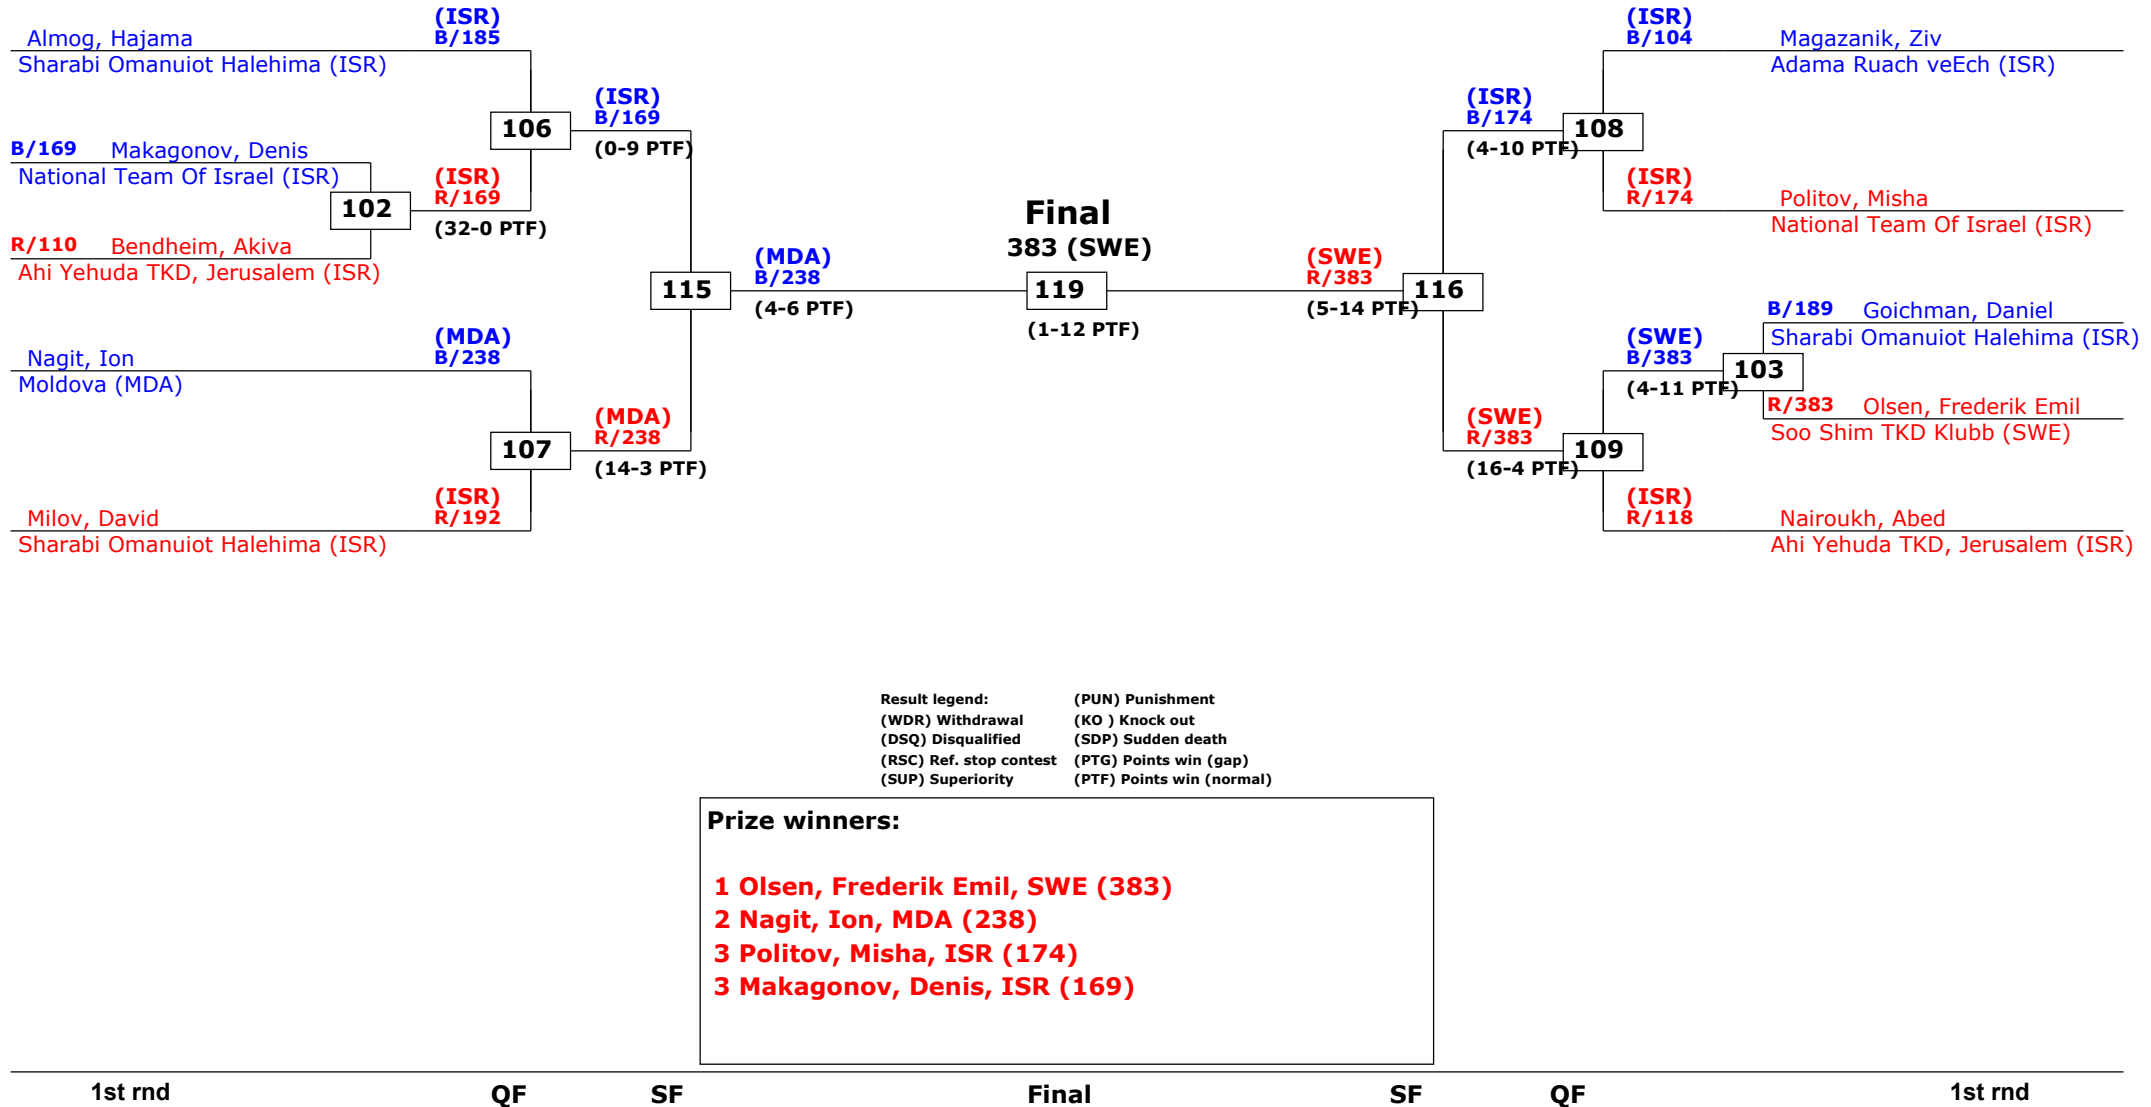 (ISR)
B/185
Almog, Hajama
Sharabi Omanuiot Halehima (ISR)
106
(ISR)
B/169
(0-9 PTF)
B/169 Makagonov, Denis
National Team Of Israel (ISR)
102
(ISR)
R/169
(32-0 PTF)
R/110 Bendheim, Akiva
Ahi Yehuda TKD, Jerusalem (ISR)
115
(MDA)
B/238
(4-6 PTF)
(MDA)
B/238
Nagit, Ion
Moldova (MDA)
107
(MDA)
R/238
(14-3 PTF)
(ISR)
R/192
Milov, David
Sharabi Omanuiot Halehima (ISR)
Final
383 (SWE)
119
(1-12 PTF)
(ISR)
B/104
Magazanik, Ziv
Adama Ruach veEch (ISR)
(ISR)
B/174
(4-10 PTF)
108
(ISR)
R/174
Politov, Misha
National Team Of Israel (ISR)
(SWE)
R/383
(5-14 PTF)
116
B/189 Goichman, Daniel
Sharabi Omanuiot Halehima (ISR)
(SWE)
B/383
(4-11 PTF)
103
R/383 Olsen, Frederik Emil
Soo Shim TKD Klubb (SWE)
(SWE)
R/383
(16-4 PTF)
109
(ISR)
R/118
Nairoukh, Abed
Ahi Yehuda TKD, Jerusalem (ISR)
Result legend: (PUN) Punishment
(WDR) Withdrawal (KO ) Knock out
(DSQ) Disqualified (SDP) Sudden death
(RSC) Ref. stop contest (PTG) Points win (gap)
(SUP) Superiority (PTF) Points win (normal)
Prize winners:
1 Olsen, Frederik Emil, SWE (383)
2 Nagit, Ion, MDA (238)
3 Politov, Misha, ISR (174)
3 Makagonov, Denis, ISR (169)
1st rnd QF SF Final SF QF 1st rnd